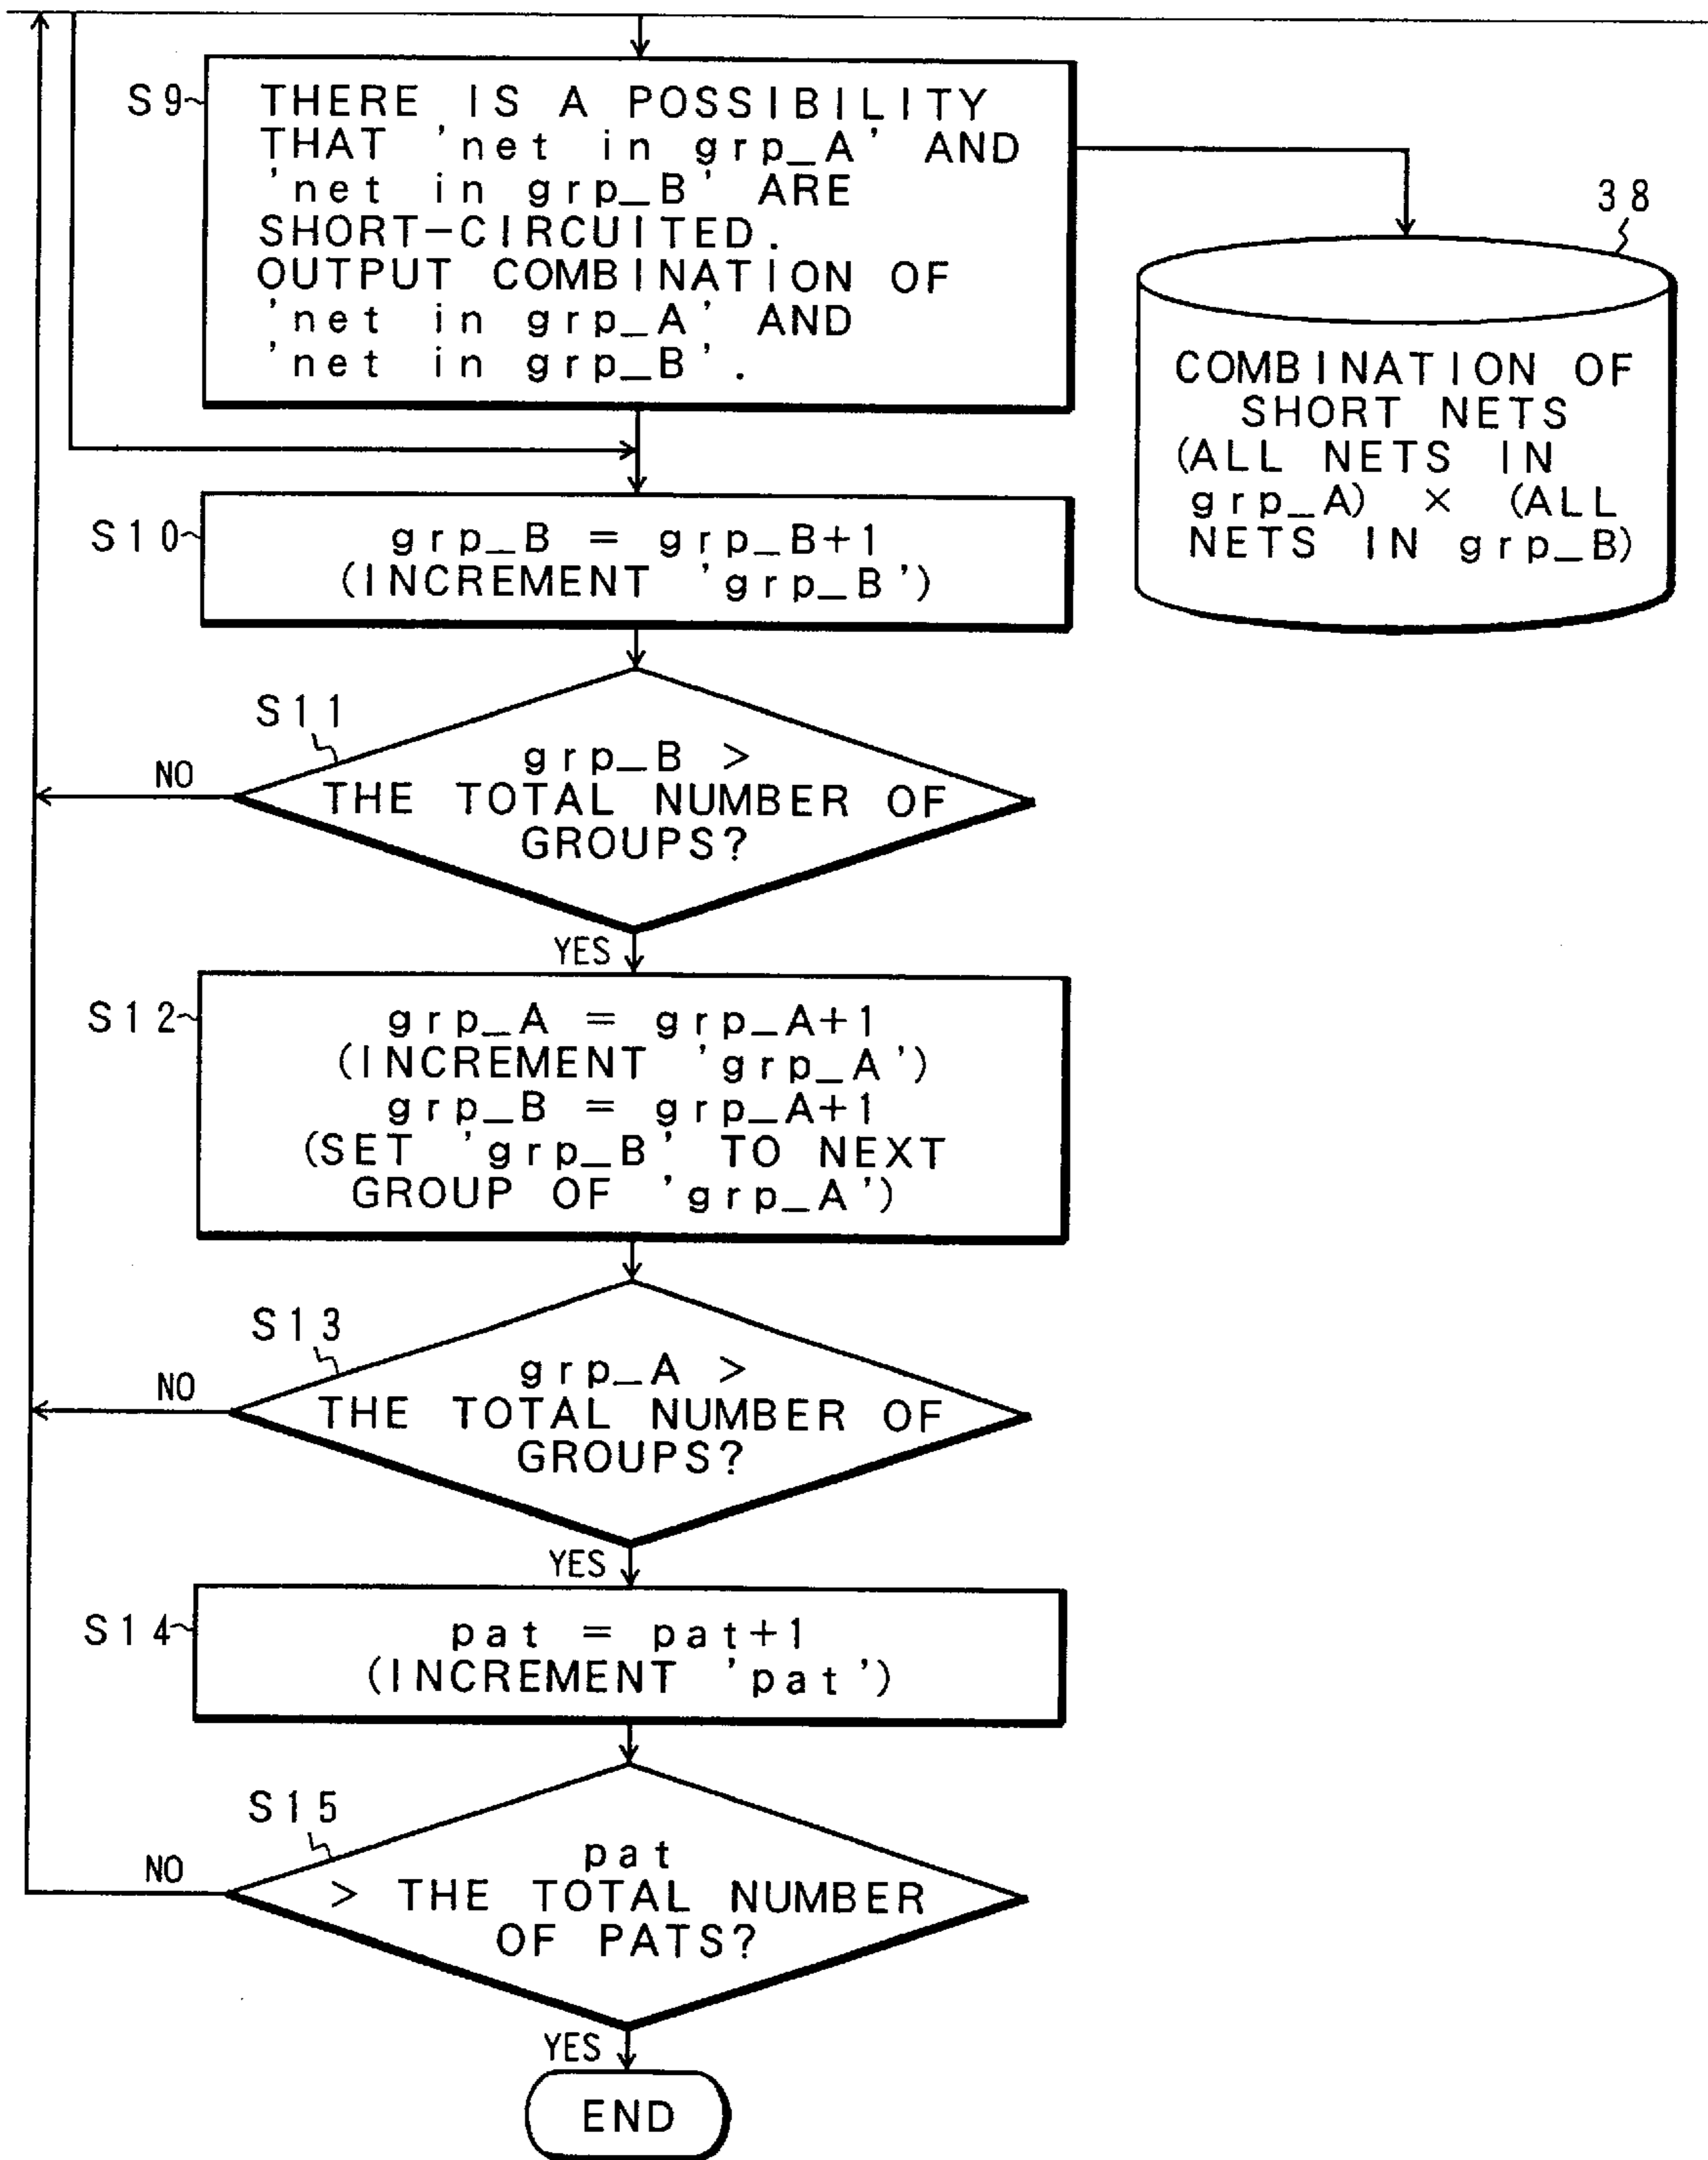 S9
THERE IS A POSSIBILITY
THAT 'net in grp_A' AND
'net in grp_B' ARE
SHORT-CIRCUITED.
OUTPUT COMBINATION OF
'net in grp_A' AND
'net in grp_B'.
38
COMBINATION OF
SHORT NETS
(ALL NETS IN
grp_A) × (ALL
NETS IN grp_B)
S10
grp_B = grp_B+1
(INCREMENT 'grp_B')
S11
grp_B >
THE TOTAL NUMBER OF
GROUPS?
NO
YES
S12
grp_A = grp_A+1
(INCREMENT 'grp_A')
grp_B = grp_A+1
(SET 'grp_B' TO NEXT
GROUP OF 'grp_A')
S13
grp_A >
THE TOTAL NUMBER OF
GROUPS?
NO
YES
S14
pat = pat+1
(INCREMENT 'pat')
S15
pat
> THE TOTAL NUMBER
OF PATS?
NO
YES
END